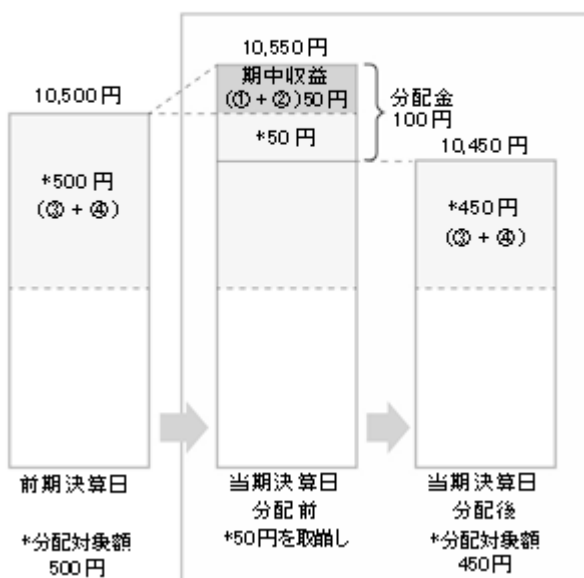 10,500円
*500円
(③+④)
前期決算日
*分配対象額
500円
10,550円
期中収益
(①+②)50円
*50円
分配金
100円
当期決算日
分配前
*50円を取崩し
10,450円
*450円
(③+④)
当期決算日
分配後
*分配対象額
450円